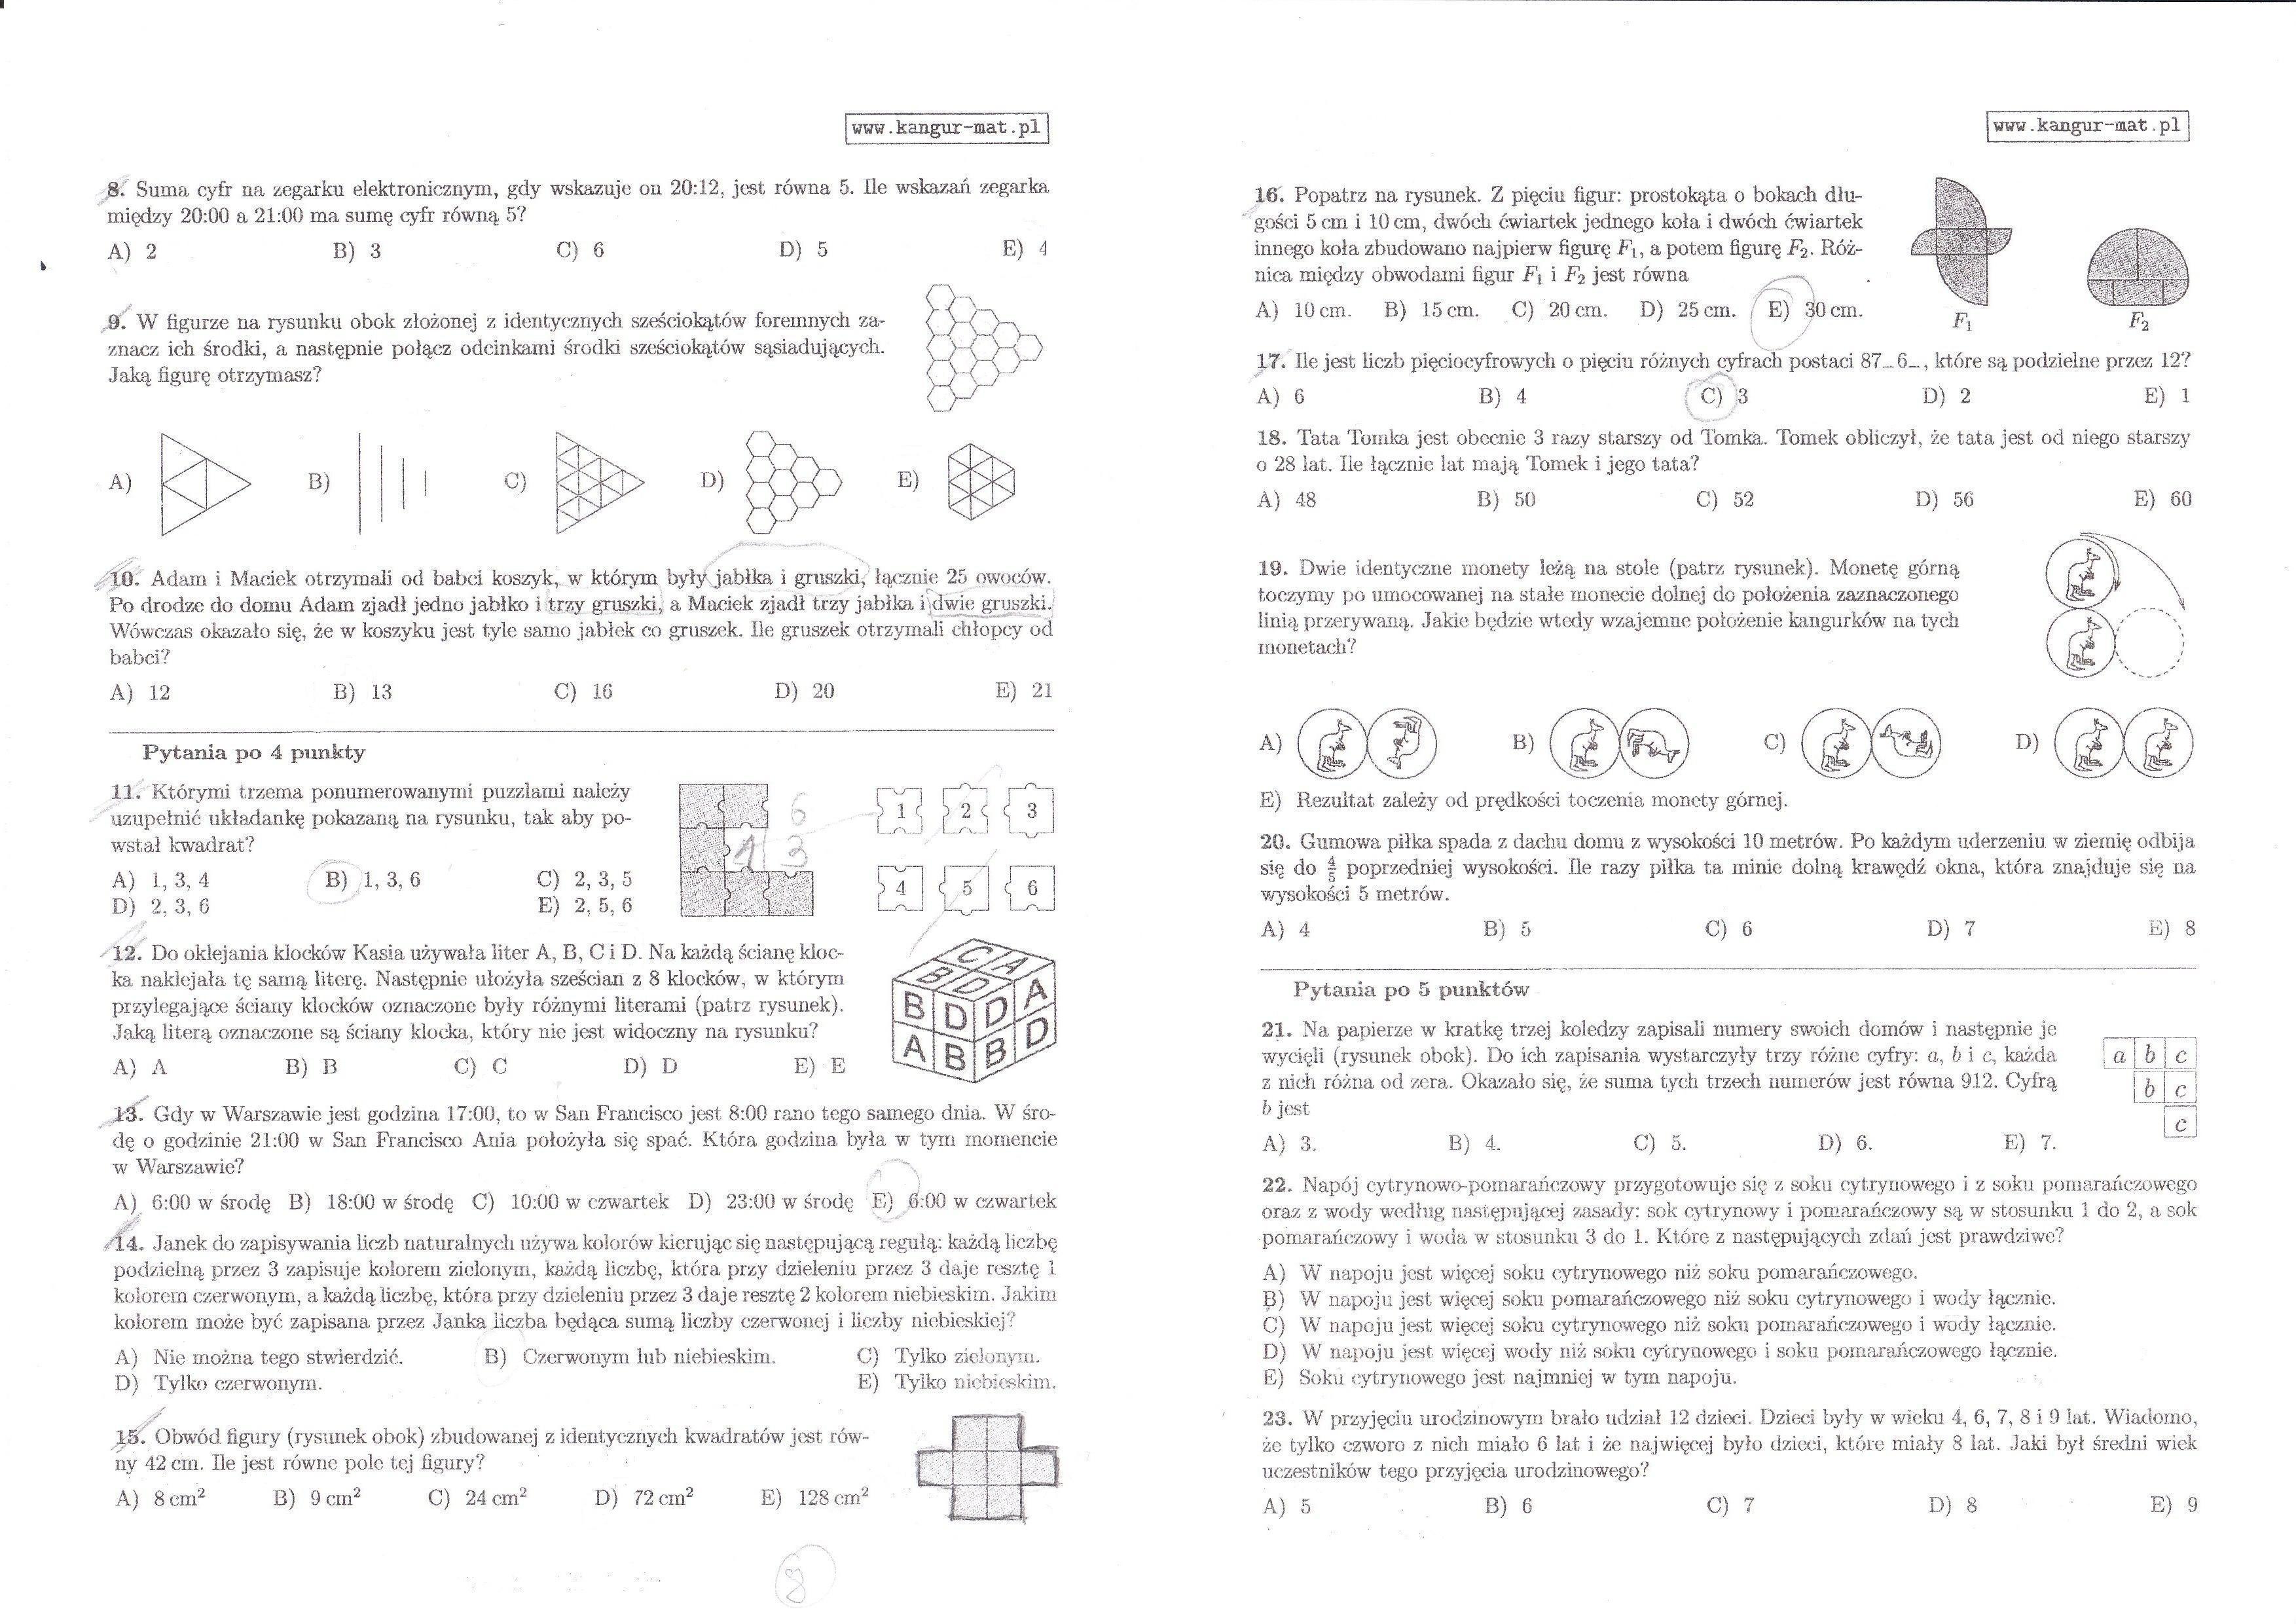 www.kangur-mat.pl
8. Suma cyfr na zegarku elektronicznym, gdy wskazuje on 20:12, jest równa 5. Ile wskazań zegarka
między 20:00 a 21:00 ma sumę cyfr równą 5?
A) 2 B) 3 C) 6 D) 5 E) 4
9. W figurze na rysunku obok złożonej z identycznych sześciokątów foremnych za-
znacz ich środki, a następnie połącz odcinkami środki sześciokątów sąsiadujących.
Jaką figurę otrzymasz?
A) B) C) D) E)
10. Adam i Maciek otrzymali od babci koszyk, w którym były jabłka i gruszki, łącznie 25 owoców.
Po drodze do domu Adam zjadł jedno jabłko i trzy gruszki, a Maciek zjadł trzy jabłka i dwie gruszki.
Wówczas okazało się, że w koszyku jest tyle samo jabłek co gruszek. Ile gruszek otrzymali chłopcy od
babci?
A) 12 B) 13 C) 16 D) 20 E) 21
Pytania po 4 punkty
11. Którymi trzema ponumerowanymi puzzlami należy
uzupełnić układankę pokazaną na rysunku, tak aby po-
wstał kwadrat?
A) 1, 3, 4 B) 1, 3, 6 C) 2, 3, 5
D) 2, 3, 6 E) 2, 5, 6
6
1 3
1 2 3
4 5 6
12. Do oklejania klocków Kasia używała liter A, B, C i D. Na każdą ścianę kloc-
ka naklejała tę samą literę. Następnie ułożyła sześcian z 8 klocków, w którym
przylegające ściany klocków oznaczone były różnymi literami (patrz rysunek).
Jaką literą oznaczone są ściany klocka, który nie jest widoczny na rysunku?
A) A B) B C) C D) D E) E
C A
B D
B D D A
A B B D
13. Gdy w Warszawie jest godzina 17:00, to w San Francisco jest 8:00 rano tego samego dnia. W śro-
dę o godzinie 21:00 w San Francisco Ania położyła się spać. Która godzina była w tym momencie
w Warszawie?
A) 6:00 w środę B) 18:00 w środę C) 10:00 w czwartek D) 23:00 w środę E) 6:00 w czwartek
14. Janek do zapisywania liczb naturalnych używa kolorów kierując się następującą regułą: każdą liczbę
podzielną przez 3 zapisuje kolorem zielonym, każdą liczbę, która przy dzieleniu przez 3 daje resztę 1
kolorem czerwonym, a każdą liczbę, która przy dzieleniu przez 3 daje resztę 2 kolorem niebieskim. Jakim
kolorem może być zapisana przez Janka liczba będąca sumą liczby czerwonej i liczby niebieskiej?
A) Nie można tego stwierdzić. B) Czerwonym lub niebieskim. C) Tylko zielonym.
D) Tylko czerwonym. E) Tylko niebieskim.
15. Obwód figury (rysunek obok) zbudowanej z identycznych kwadratów jest rów-
ny 42 cm. Ile jest równe pole tej figury?
A) 8 cm² B) 9 cm² C) 24 cm² D) 72 cm² E) 128 cm²
8
www.kangur-mat.pl
16. Popatrz na rysunek. Z pięciu figur: prostokąta o bokach dłu-
gości 5 cm i 10 cm, dwóch ćwiartek jednego koła i dwóch ćwiartek
innego koła zbudowano najpierw figurę F₁, a potem figurę F₂. Róż-
nica między obwodami figur F₁ i F₂ jest równa
A) 10 cm. B) 15 cm. C) 20 cm. D) 25 cm. E) 30 cm.
F₁ F₂
17. Ile jest liczb pięciocyfrowych o pięciu różnych cyfrach postaci 87_6_, które są podzielne przez 12?
A) 6 B) 4 C) 3 D) 2 E) 1
18. Tata Tomka jest obecnie 3 razy starszy od Tomka. Tomek obliczył, że tata jest od niego starszy
o 28 lat. Ile łącznie lat mają Tomek i jego tata?
A) 48 B) 50 C) 52 D) 56 E) 60
19. Dwie identyczne monety leżą na stole (patrz rysunek). Monetę górną
toczymy po umocowanej na stałe monecie dolnej do położenia zaznaczonego
linią przerywaną. Jakie będzie wtedy wzajemne położenie kangurków na tych
monetach?
A) B) C) D)
E) Rezultat zależy od prędkości toczenia monety górnej.
20. Gumowa piłka spada z dachu domu z wysokości 10 metrów. Po każdym uderzeniu w ziemię odbija
się do 4/5 poprzedniej wysokości. Ile razy piłka ta minie dolną krawędź okna, która znajduje się na
wysokości 5 metrów.
A) 4 B) 5 C) 6 D) 7 E) 8
Pytania po 5 punktów
21. Na papierze w kratkę trzej koledzy zapisali numery swoich domów i następnie je
wycięli (rysunek obok). Do ich zapisania wystarczyły trzy różne cyfry: a, b i c, każda
z nich różna od zera. Okazało się, że suma tych trzech numerów jest równa 912. Cyfrą
b jest
A) 3. B) 4. C) 5. D) 6. E) 7.
a b c
b c
c
22. Napój cytrynowo-pomarańczowy przygotowuje się z soku cytrynowego i z soku pomarańczowego
oraz z wody według następującej zasady: sok cytrynowy i pomarańczowy są w stosunku 1 do 2, a sok
pomarańczowy i woda w stosunku 3 do 1. Które z następujących zdań jest prawdziwe?
A) W napoju jest więcej soku cytrynowego niż soku pomarańczowego.
B) W napoju jest więcej soku pomarańczowego niż soku cytrynowego i wody łącznie.
C) W napoju jest więcej soku cytrynowego niż soku pomarańczowego i wody łącznie.
D) W napoju jest więcej wody niż soku cytrynowego i soku pomarańczowego łącznie.
E) Soku cytrynowego jest najmniej w tym napoju.
23. W przyjęciu urodzinowym brało udział 12 dzieci. Dzieci były w wieku 4, 6, 7, 8 i 9 lat. Wiadomo,
że tylko czworo z nich miało 6 lat i że najwięcej było dzieci, które miały 8 lat. Jaki był średni wiek
uczestników tego przyjęcia urodzinowego?
A) 5 B) 6 C) 7 D) 8 E) 9